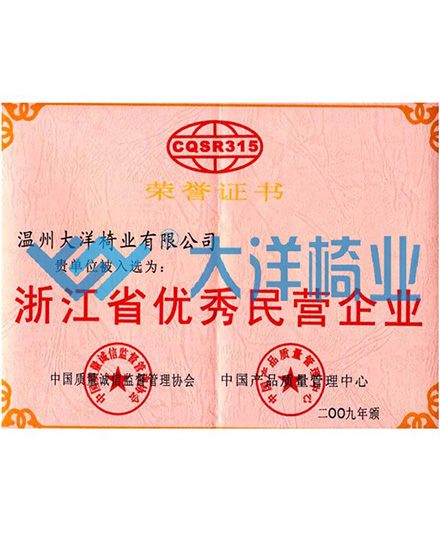 CQSR315
荣誉证书
温州大洋椅业有限公司
贵单位被入选为：
®大洋椅业
浙江省优秀民营企业
中国质量诚信监督管理协会
中国产品质量管理中心
二〇〇九年颁